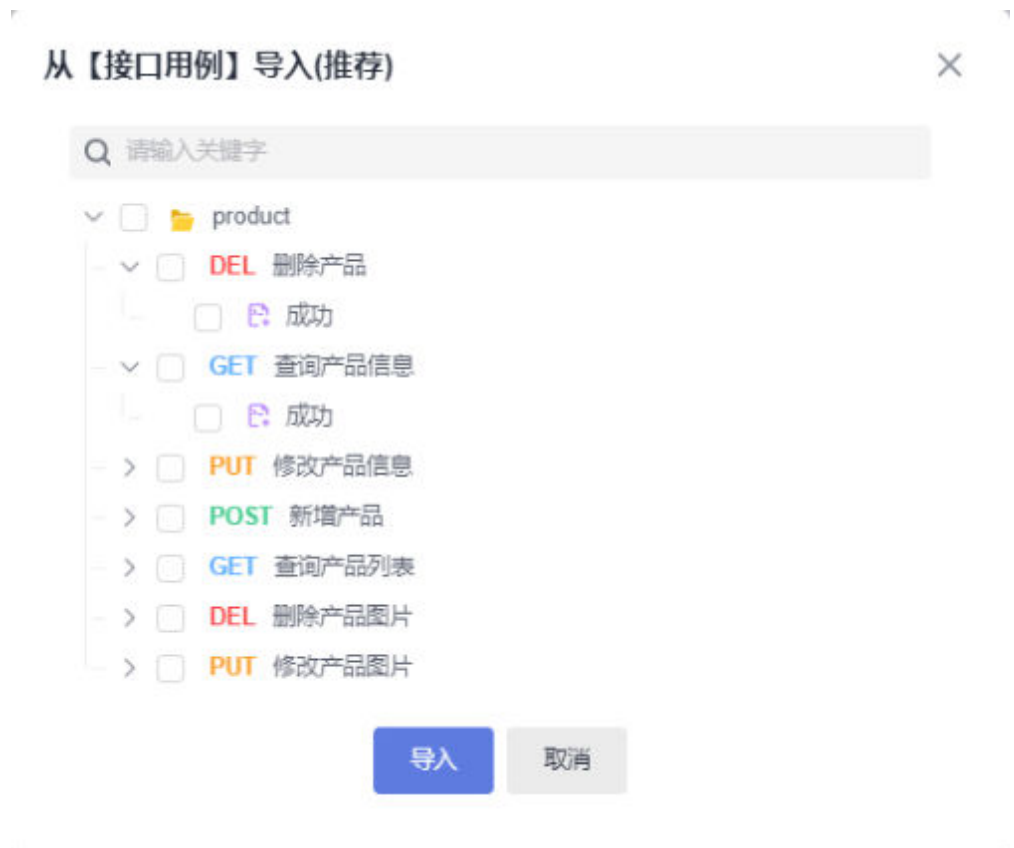 从【接口用例】导入(推荐)
请输入关键字
product
DEL 删除产品
成功
GET 查询产品信息
成功
PUT 修改产品信息
POST 新增产品
GET 查询产品列表
DEL 删除产品图片
PUT 修改产品图片
导入 取消